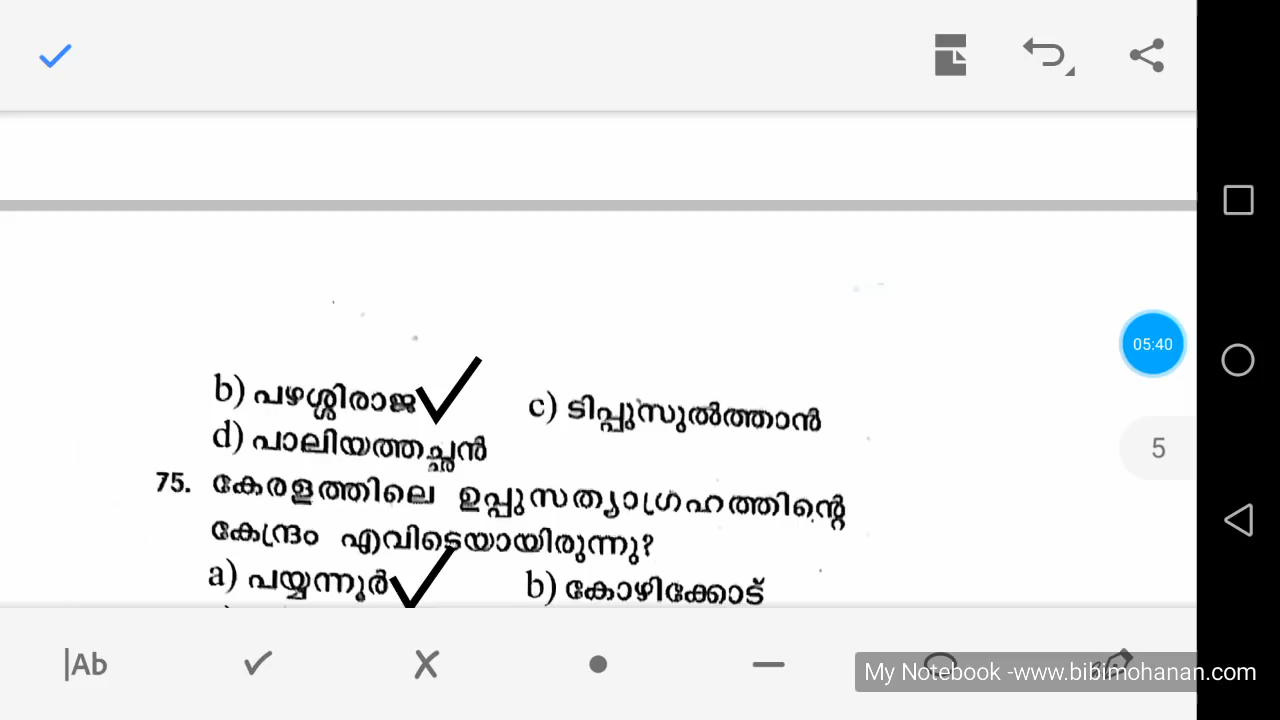 05:40
b) പഴശ്ശിരാജ c) ടിപ്പുസുൽത്താൻ
5
d) പാലിയത്തച്ഛൻ
75. കേരളത്തിലെ ഉപ്പുസത്യാഗ്രഹത്തിന്റെ
കേന്ദ്രം എവിടെയായിരുന്നു?
a) പയ്യന്നൂർ b) കോഴിക്കോട്
|Ab
My Notebook -www.bibimohanan.com